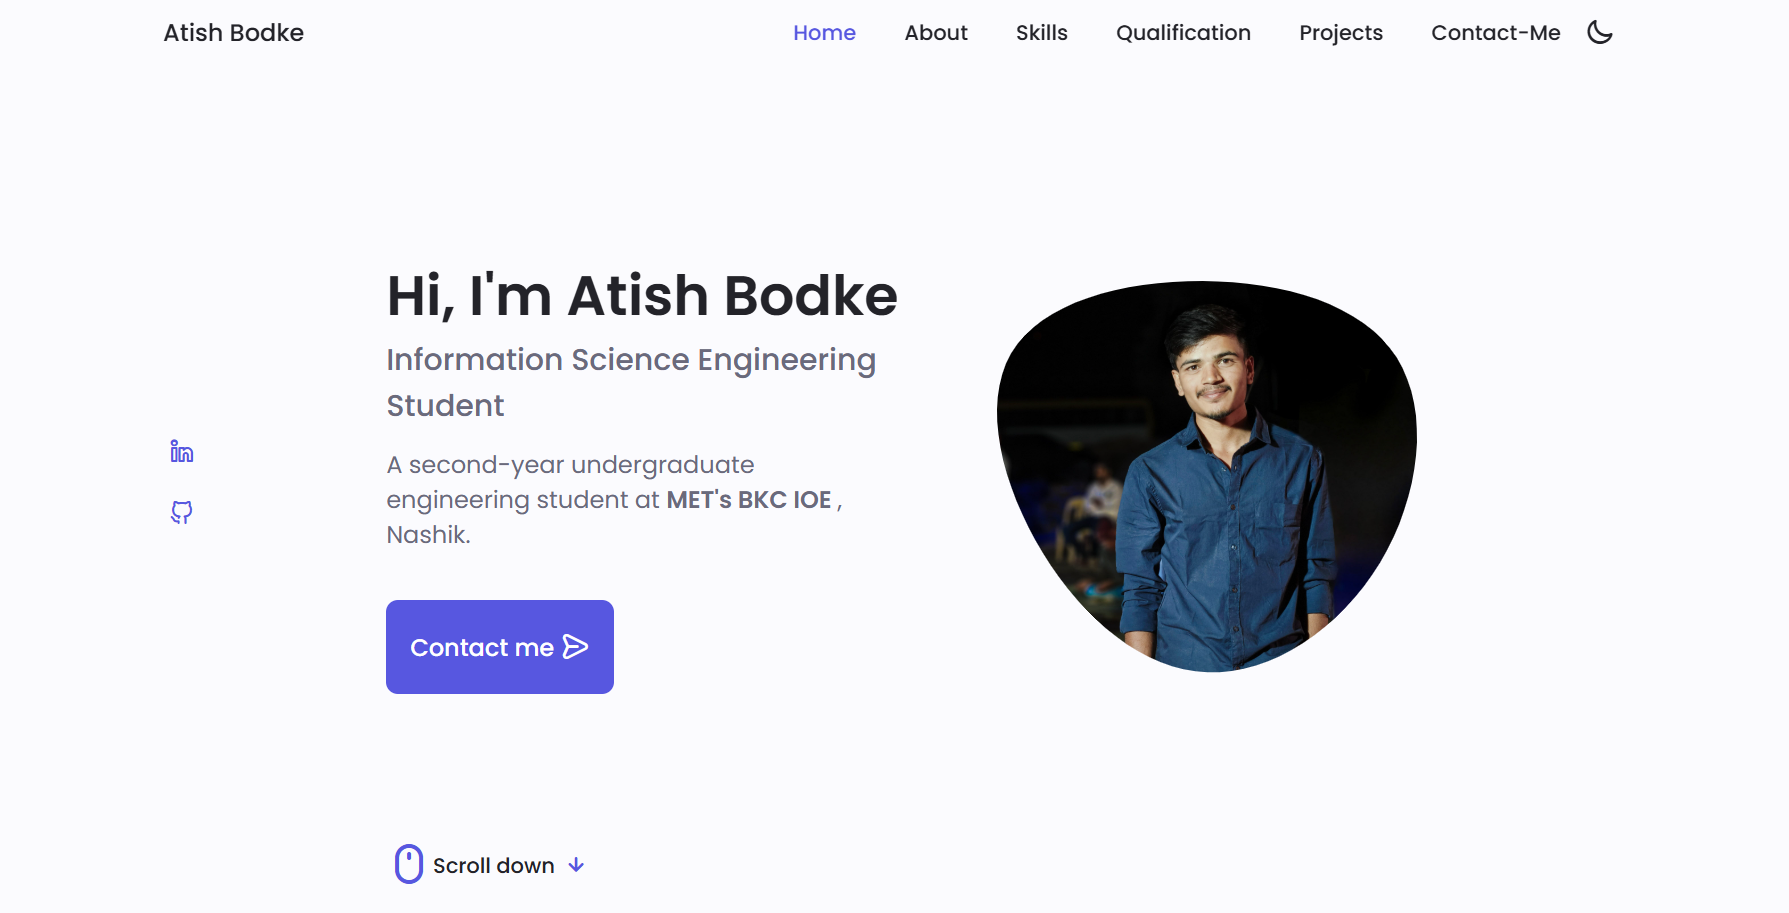 Atish Bodke
Home About Skills Qualification Projects Contact-Me
Hi, I'm Atish Bodke
Information Science Engineering
Student
A second-year undergraduate
engineering student at MET's BKC IOE ,
Nashik.
Contact me
Scroll down